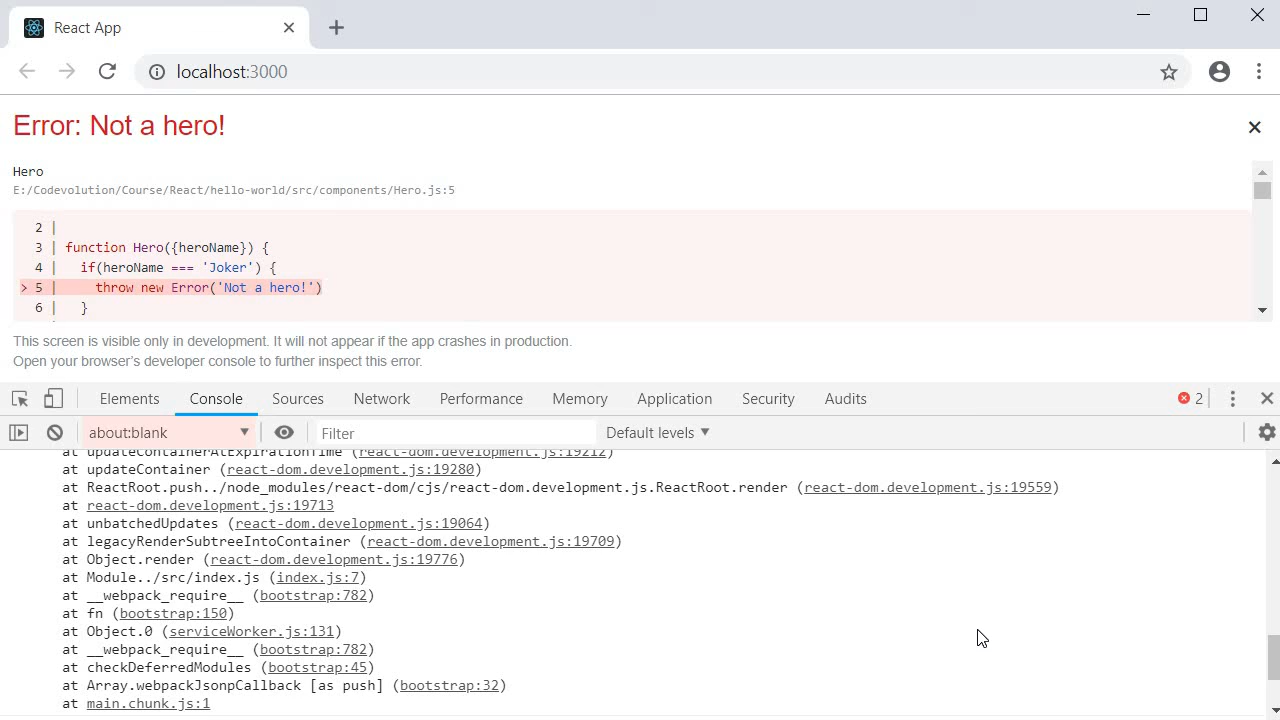 React App
localhost:3000
Error: Not a hero!
Hero
E:/Codevolution/Course/React/hello-world/src/components/Hero.js:5
2 |
3 | function Hero({heroName}) {
4 |   if(heroName === 'Joker') {
> 5 |     throw new Error('Not a hero!')
6 |   }
This screen is visible only in development. It will not appear if the app crashes in production.
Open your browser's developer console to further inspect this error.
Elements Console Sources Network Performance Memory Application Security Audits 2
about:blank Filter Default levels
at updateContainerAtExpirationTime (react-dom.development.js:19212)
at updateContainer (react-dom.development.js:19280)
at ReactRoot.push../node_modules/react-dom/cjs/react-dom.development.js.ReactRoot.render (react-dom.development.js:19559)
at react-dom.development.js:19713
at unbatchedUpdates (react-dom.development.js:19064)
at legacyRenderSubtreeIntoContainer (react-dom.development.js:19709)
at Object.render (react-dom.development.js:19776)
at Module../src/index.js (index.js:7)
at __webpack_require__ (bootstrap:782)
at fn (bootstrap:150)
at Object.0 (serviceWorker.js:131)
at __webpack_require__ (bootstrap:782)
at checkDeferredModules (bootstrap:45)
at Array.webpackJsonpCallback [as push] (bootstrap:32)
at main.chunk.js:1